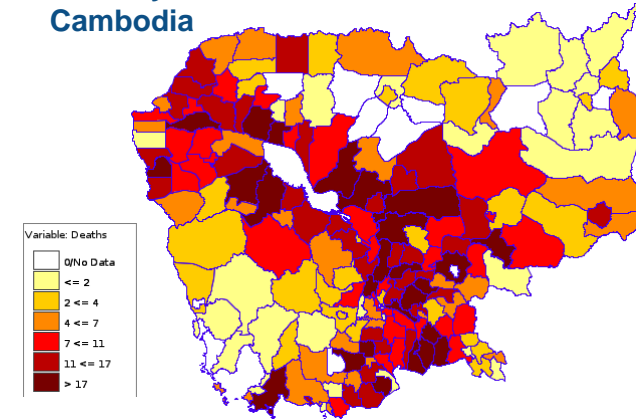 Cambodia
Variable: Deaths
0/No Data
<= 2
2 <= 4
4 <= 7
7 <= 11
11 <= 17
> 17